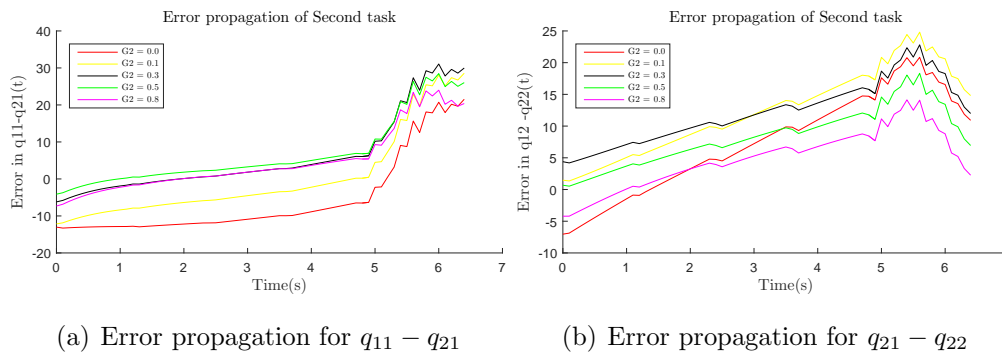 Error propagation of Second task
Error in q11-q21(t)
40
30
20
10
0
-10
-20
G2 = 0.0
G2 = 0.1
G2 = 0.3
G2 = 0.5
G2 = 0.8
0 1 2 3 4 5 6 7
Time(s)
(a) Error propagation for q11 − q21
Error propagation of Second task
Error in q12 -q22(t)
25
20
15
10
5
0
-5
-10
G2 = 0.0
G2 = 0.1
G2 = 0.3
G2 = 0.5
G2 = 0.8
0 1 2 3 4 5 6
Time(s)
(b) Error propagation for q21 − q22